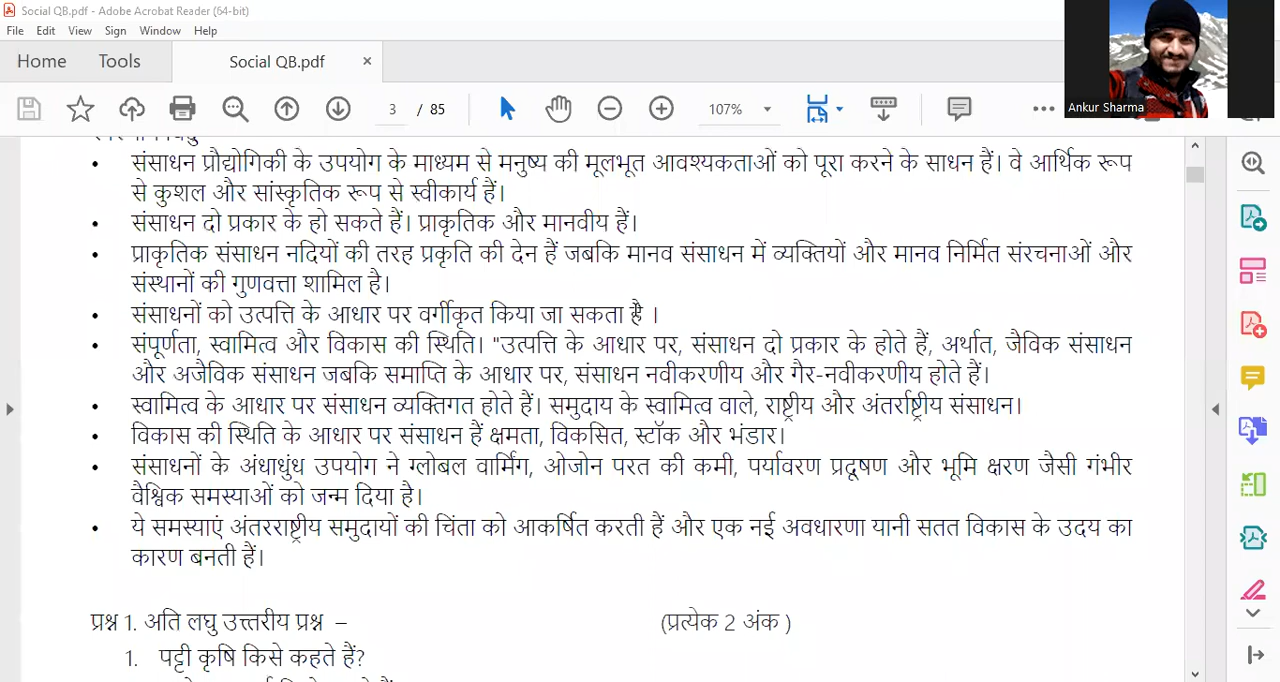 Social QB.pdf - Adobe Acrobat Reader (64-bit)
File Edit View Sign Window Help
Home Tools Social QB.pdf ×
3 / 85 107%
Ankur Sharma
• संसाधन प्रौद्योगिकी के उपयोग के माध्यम से मनुष्य की मूलभूत आवश्यकताओं को पूरा करने के साधन हैं। वे आर्थिक रूप
से कुशल और सांस्कृतिक रूप से स्वीकार्य हैं।
• संसाधन दो प्रकार के हो सकते हैं। प्राकृतिक और मानवीय हैं।
• प्राकृतिक संसाधन नदियों की तरह प्रकृति की देन हैं जबकि मानव संसाधन में व्यक्तियों और मानव निर्मित संरचनाओं और
संस्थानों की गुणवत्ता शामिल है।
• संसाधनों को उत्पत्ति के आधार पर वर्गीकृत किया जा सकता है ।
• संपूर्णता, स्वामित्व और विकास की स्थिति। "उत्पत्ति के आधार पर, संसाधन दो प्रकार के होते हैं, अर्थात, जैविक संसाधन
और अजैविक संसाधन जबकि समाप्ति के आधार पर, संसाधन नवीकरणीय और गैर-नवीकरणीय होते हैं।
• स्वामित्व के आधार पर संसाधन व्यक्तिगत होते हैं। समुदाय के स्वामित्व वाले, राष्ट्रीय और अंतर्राष्ट्रीय संसाधन।
• विकास की स्थिति के आधार पर संसाधन हैं क्षमता, विकसित, स्टॉक और भंडार।
• संसाधनों के अंधाधुंध उपयोग ने ग्लोबल वार्मिंग, ओजोन परत की कमी, पर्यावरण प्रदूषण और भूमि क्षरण जैसी गंभीर
वैश्विक समस्याओं को जन्म दिया है।
• ये समस्याएं अंतरराष्ट्रीय समुदायों की चिंता को आकर्षित करती हैं और एक नई अवधारणा यानी सतत विकास के उदय का
कारण बनती हैं।
प्रश्न 1. अति लघु उत्त्तरीय प्रश्न – (प्रत्येक 2 अंक )
1. पट्टी कृषि किसे कहते हैं?